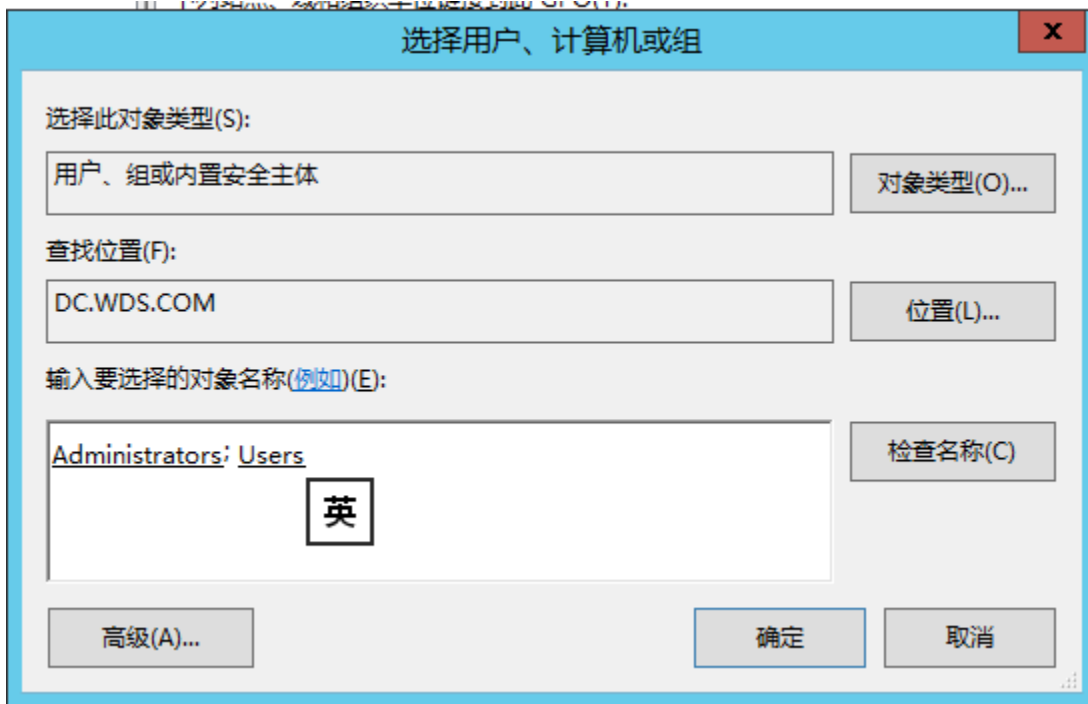 选择用户、计算机或组
x
选择此对象类型(S):
用户、组或内置安全主体
对象类型(O)...
查找位置(F):
DC.WDS.COM
位置(L)...
输入要选择的对象名称(例如)(E):
Administrators; Users
检查名称(C)
英
高级(A)...
确定
取消